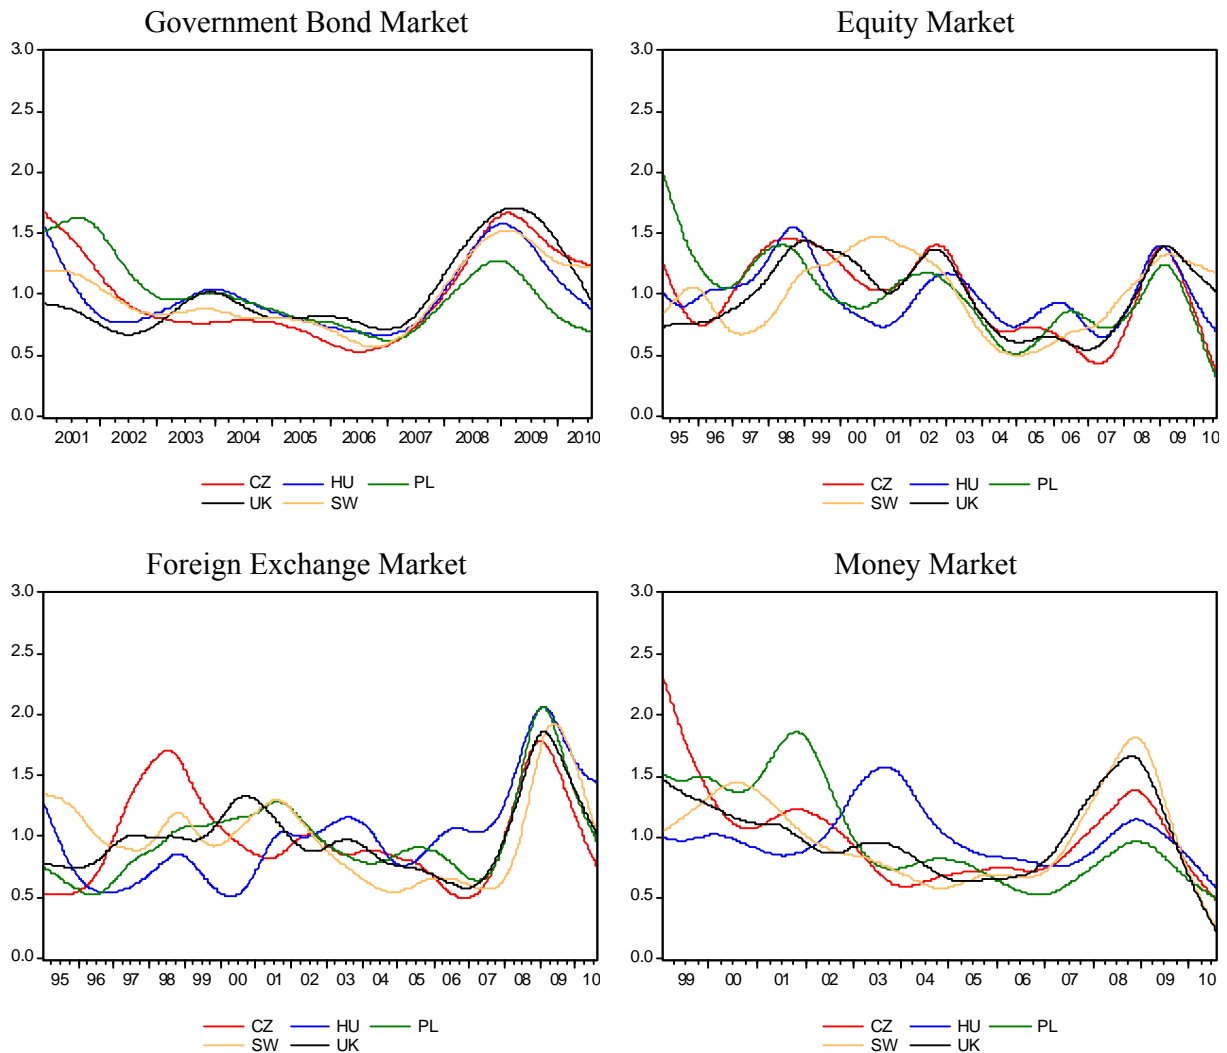 Government Bond Market
3.0
2.5
2.0
1.5
1.0
0.5
0.0
2001 2002 2003 2004 2005 2006 2007 2008 2009 2010
CZ HU PL
UK SW
Equity Market
3.0
2.5
2.0
1.5
1.0
0.5
0.0
95 96 97 98 99 00 01 02 03 04 05 06 07 08 09 10
CZ HU PL
SW UK
Foreign Exchange Market
3.0
2.5
2.0
1.5
1.0
0.5
0.0
95 96 97 98 99 00 01 02 03 04 05 06 07 08 09 10
CZ HU PL
SW UK
Money Market
3.0
2.5
2.0
1.5
1.0
0.5
0.0
99 00 01 02 03 04 05 06 07 08 09 10
CZ HU PL
SW UK